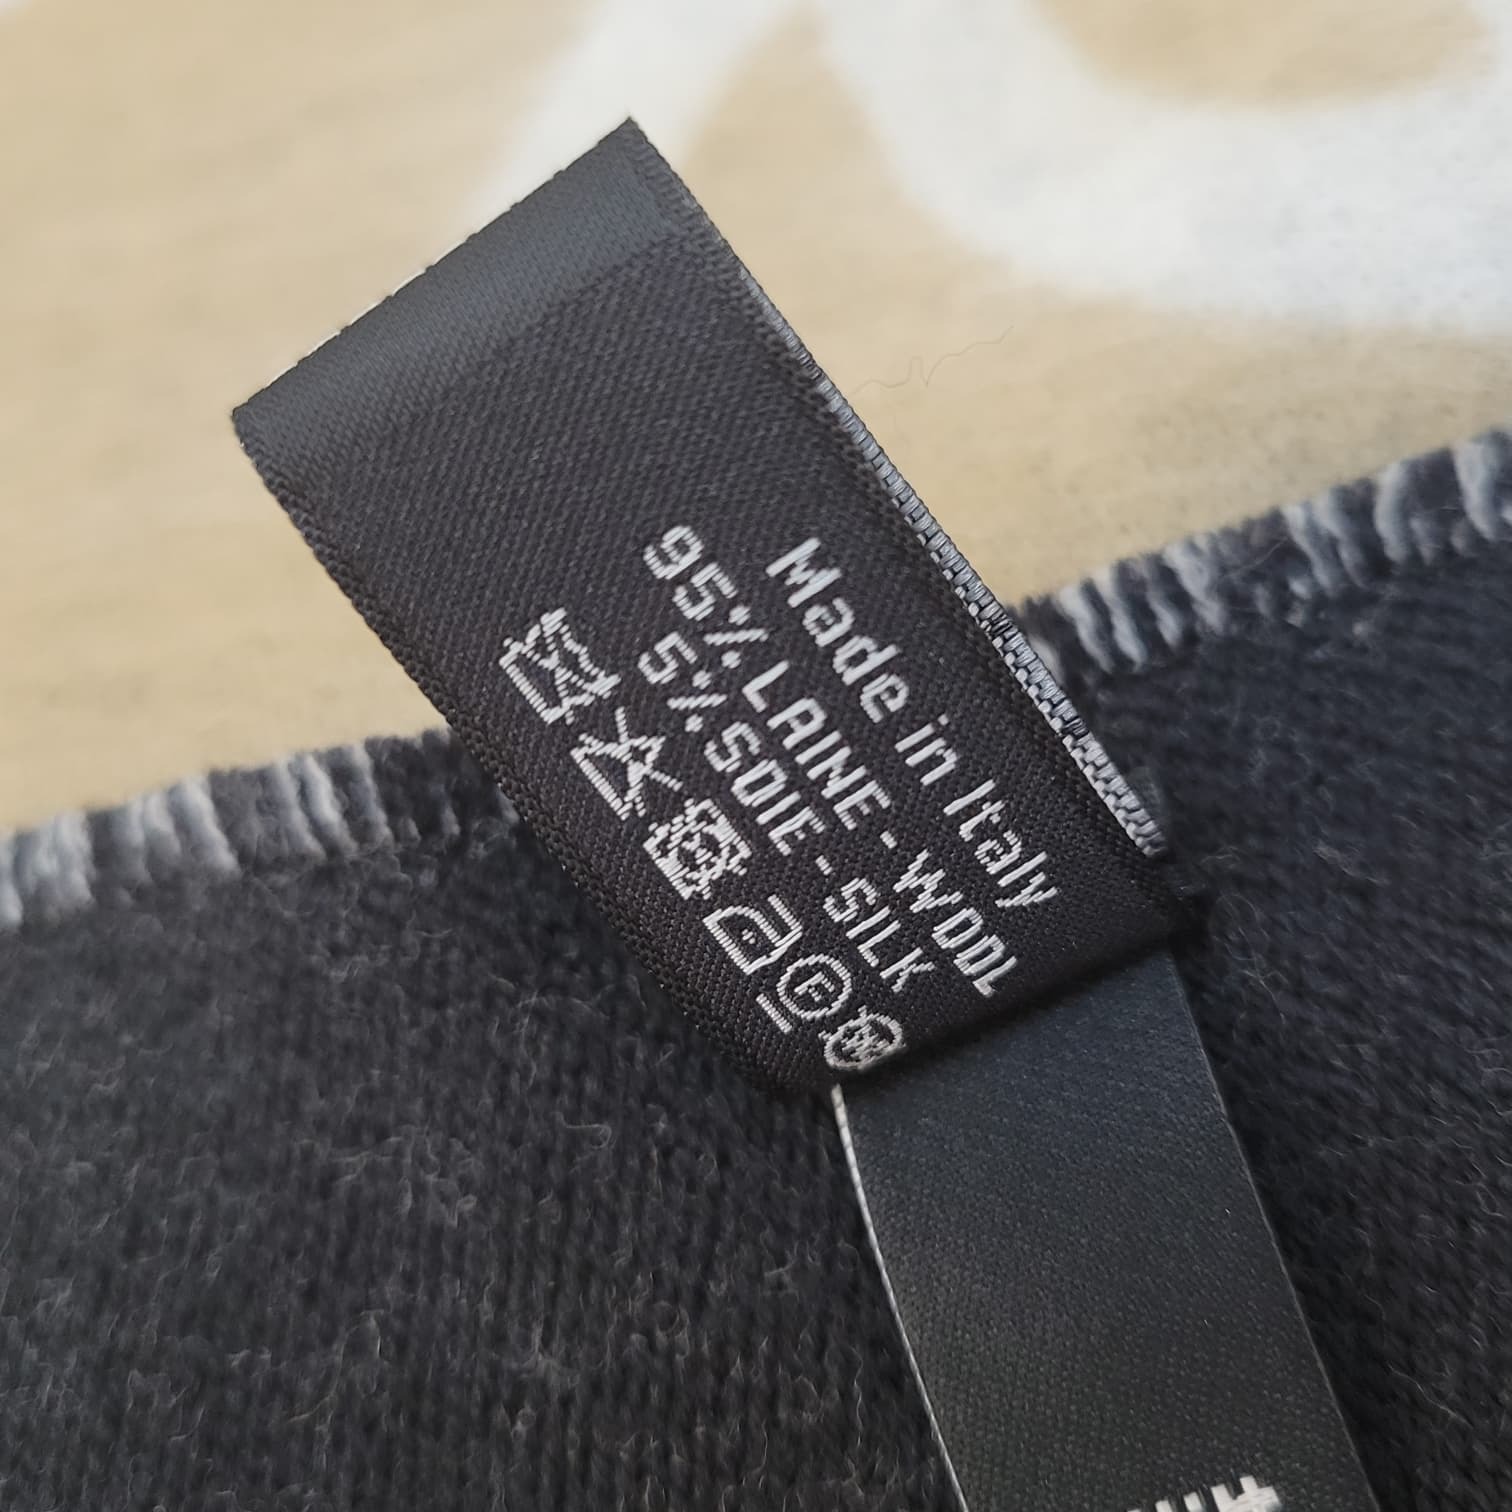 Made in Italy
95% LAINE - WOOL
5% SOIE - SILK